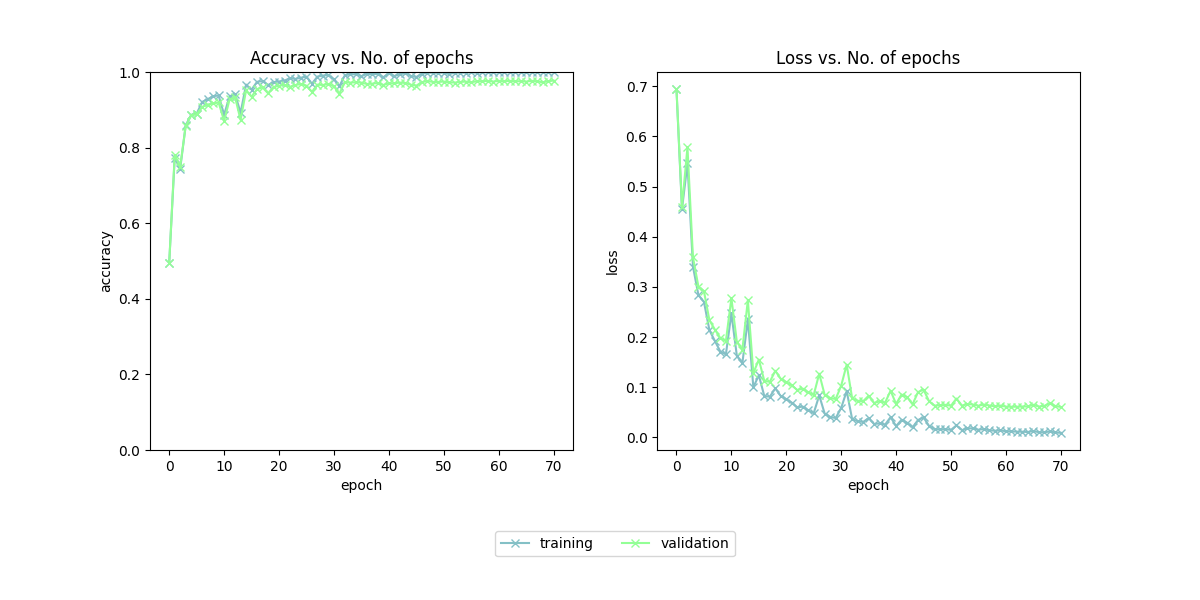 Accuracy vs. No. of epochs
1.0
0.8
0.6
0.4
0.2
0.0
accuracy
0 10 20 30 40 50 60 70
epoch
Loss vs. No. of epochs
0.7
0.6
0.5
0.4
0.3
0.2
0.1
0.0
loss
0 10 20 30 40 50 60 70
epoch
training validation